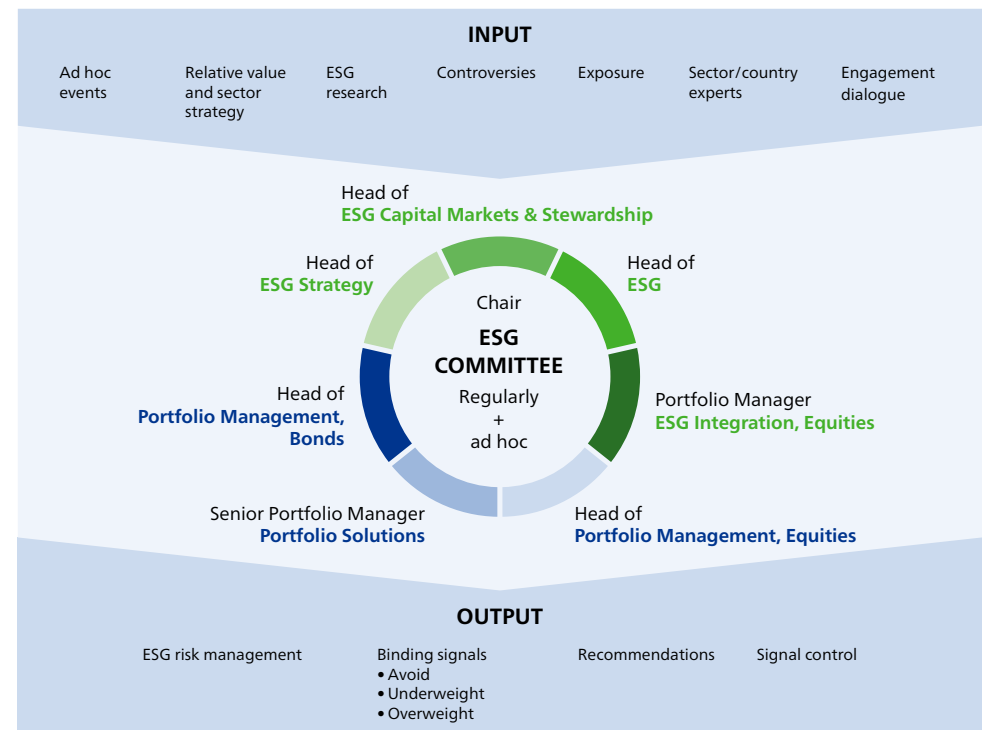 INPUT
Ad hoc
events
Relative value
and sector
strategy
ESG
research
Controversies
Exposure
Sector/country
experts
Engagement
dialogue
Head of
ESG Capital Markets & Stewardship
Head of
ESG Strategy
Head of
ESG
Chair
ESG
COMMITTEE
Regularly
+
ad hoc
Head of
Portfolio Management,
Bonds
Portfolio Manager
ESG Integration, Equities
Senior Portfolio Manager
Portfolio Solutions
Head of
Portfolio Management, Equities
OUTPUT
ESG risk management
Binding signals
• Avoid
• Underweight
• Overweight
Recommendations
Signal control